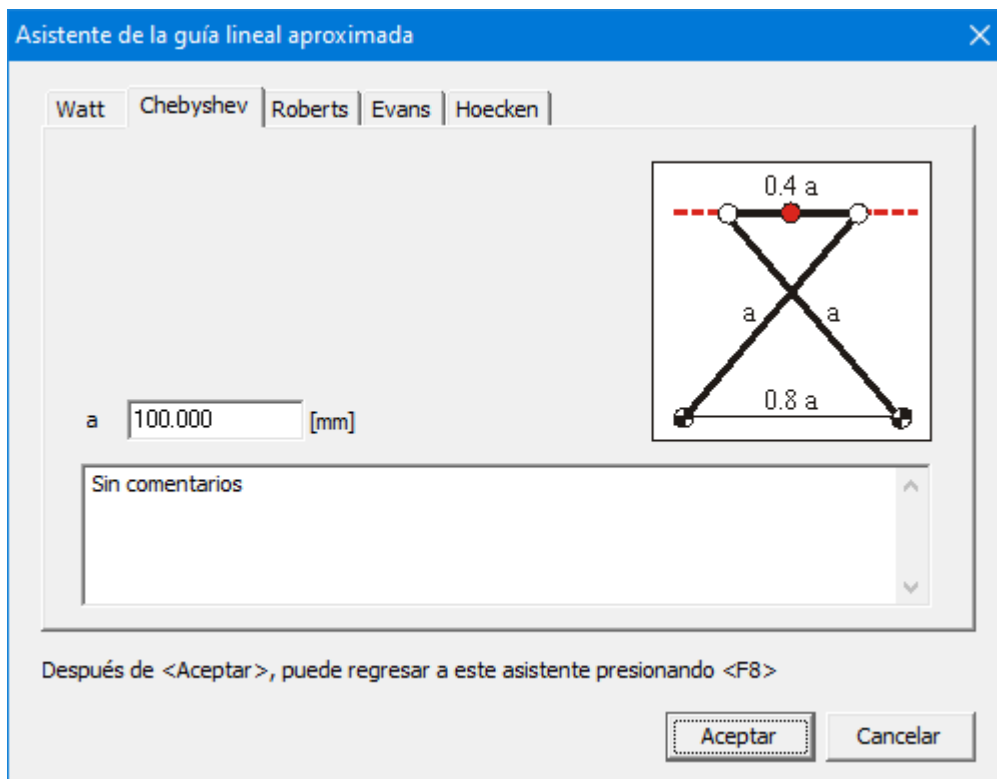 Asistente de la guía lineal aproximada
Watt Chebyshev Roberts Evans Hoecken
0.4 a
a a
0.8 a
a 100.000 [mm]
Sin comentarios
Después de <Aceptar>, puede regresar a este asistente presionando <F8>
Aceptar Cancelar